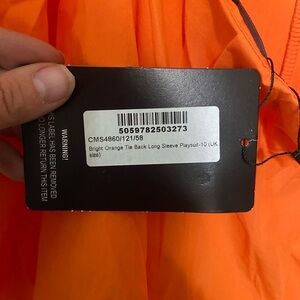 5059782503273
CMS4860/121/58
Bright Orange Tie Back Long Sleeve Playsuit-10 (UK
size)
WARNING!
IS LABEL HAS BEEN REMOVED
O LONGER RETURN THIS ITEM